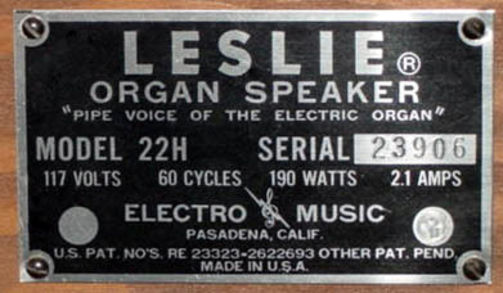 LESLIE®
ORGAN SPEAKER
"PIPE VOICE OF THE ELECTRIC ORGAN"
MODEL 22H SERIAL 23906
117 VOLTS 60 CYCLES 190 WATTS 2.1 AMPS
ELECTRO MUSIC
PASADENA, CALIF.
U.S. PAT. NO'S. RE 23323-2622693 OTHER PAT. PEND.
MADE IN U.S.A.